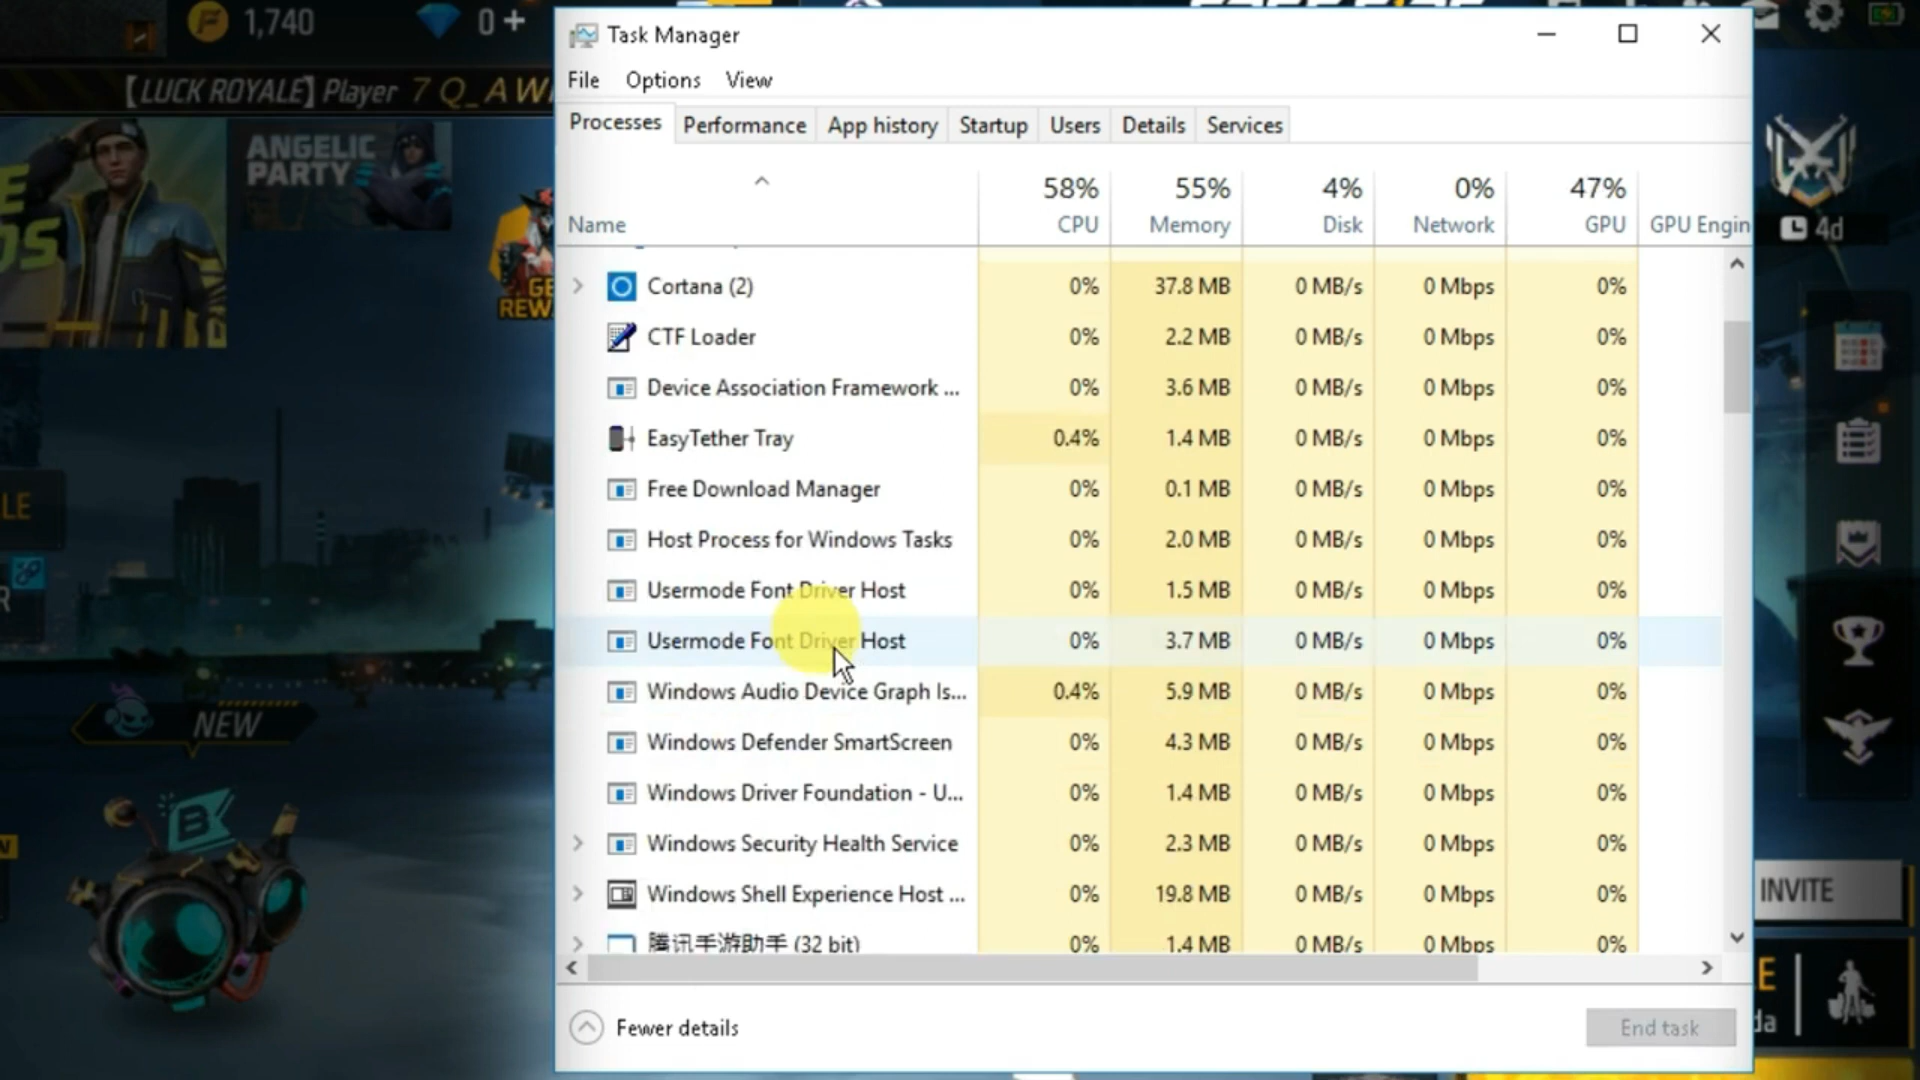 1,740
0 +
[LUCK ROYALE] Player 7 Q_A W
ANGELIC
PARTY
REW
NEW
Task Manager
File Options View
Processes Performance App history Startup Users Details Services
58% 55% 4% 0% 47%
Name CPU Memory Disk Network GPU GPU Engin
Cortana (2) 0% 37.8 MB 0 MB/s 0 Mbps 0%
CTF Loader 0% 2.2 MB 0 MB/s 0 Mbps 0%
Device Association Framework ... 0% 3.6 MB 0 MB/s 0 Mbps 0%
EasyTether Tray 0.4% 1.4 MB 0 MB/s 0 Mbps 0%
Free Download Manager 0% 0.1 MB 0 MB/s 0 Mbps 0%
Host Process for Windows Tasks 0% 2.0 MB 0 MB/s 0 Mbps 0%
Usermode Font Driver Host 0% 1.5 MB 0 MB/s 0 Mbps 0%
Usermode Font Driver Host 0% 3.7 MB 0 MB/s 0 Mbps 0%
Windows Audio Device Graph Is... 0.4% 5.9 MB 0 MB/s 0 Mbps 0%
Windows Defender SmartScreen 0% 4.3 MB 0 MB/s 0 Mbps 0%
Windows Driver Foundation - U... 0% 1.4 MB 0 MB/s 0 Mbps 0%
Windows Security Health Service 0% 2.3 MB 0 MB/s 0 Mbps 0%
Windows Shell Experience Host ... 0% 19.8 MB 0 MB/s 0 Mbps 0%
腾讯手游助手 (32 bit) 0% 1.4 MB 0 MB/s 0 Mbps 0%
Fewer details
End task
4d
INVITE